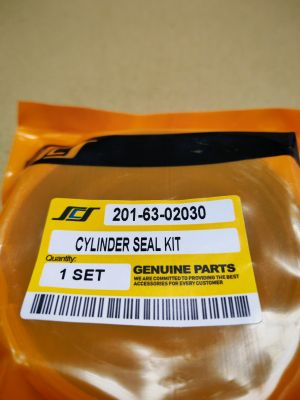 SCS 201-63-02030
CYLINDER SEAL KIT
Quantity:
1 SET
GENUINE PARTS
WE ARE COMMITTED TO PROVIDING THE BEST
ACCESSORIES FOR EVERY CUSTOMER